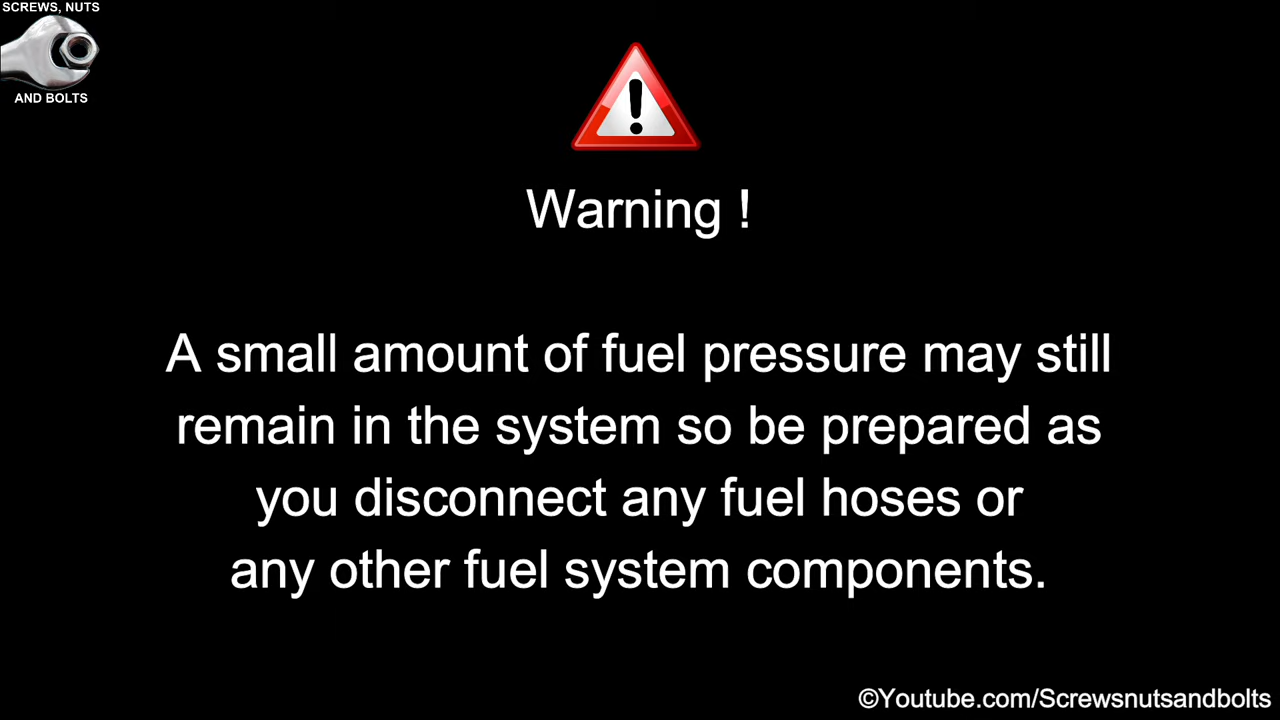 SCREWS, NUTS
AND BOLTS
Warning !
A small amount of fuel pressure may still
remain in the system so be prepared as
you disconnect any fuel hoses or
any other fuel system components.
©Youtube.com/Screwsnutsandbolts